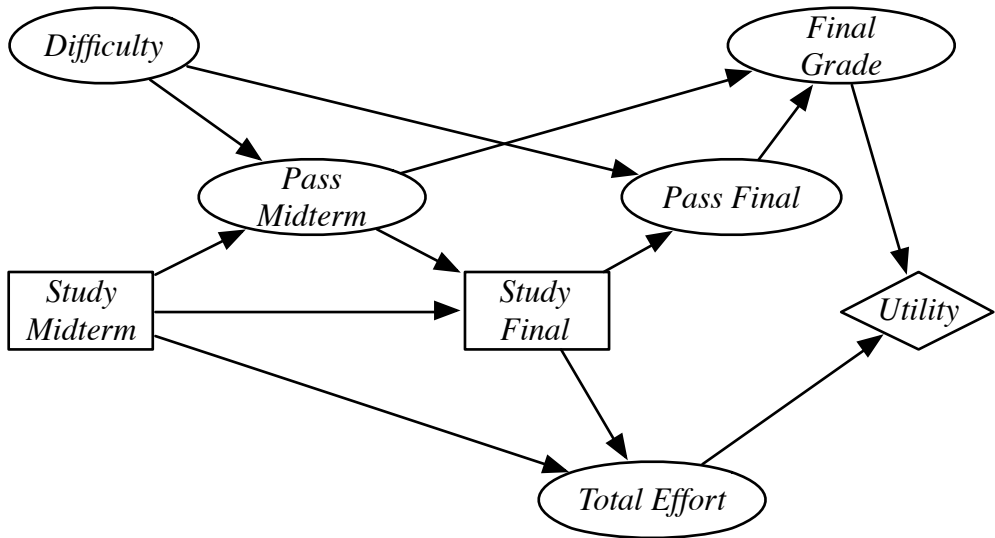 Difficulty
Final
Grade
Pass
Midterm
Pass Final
Study
Midterm
Study
Final
Utility
Total Effort